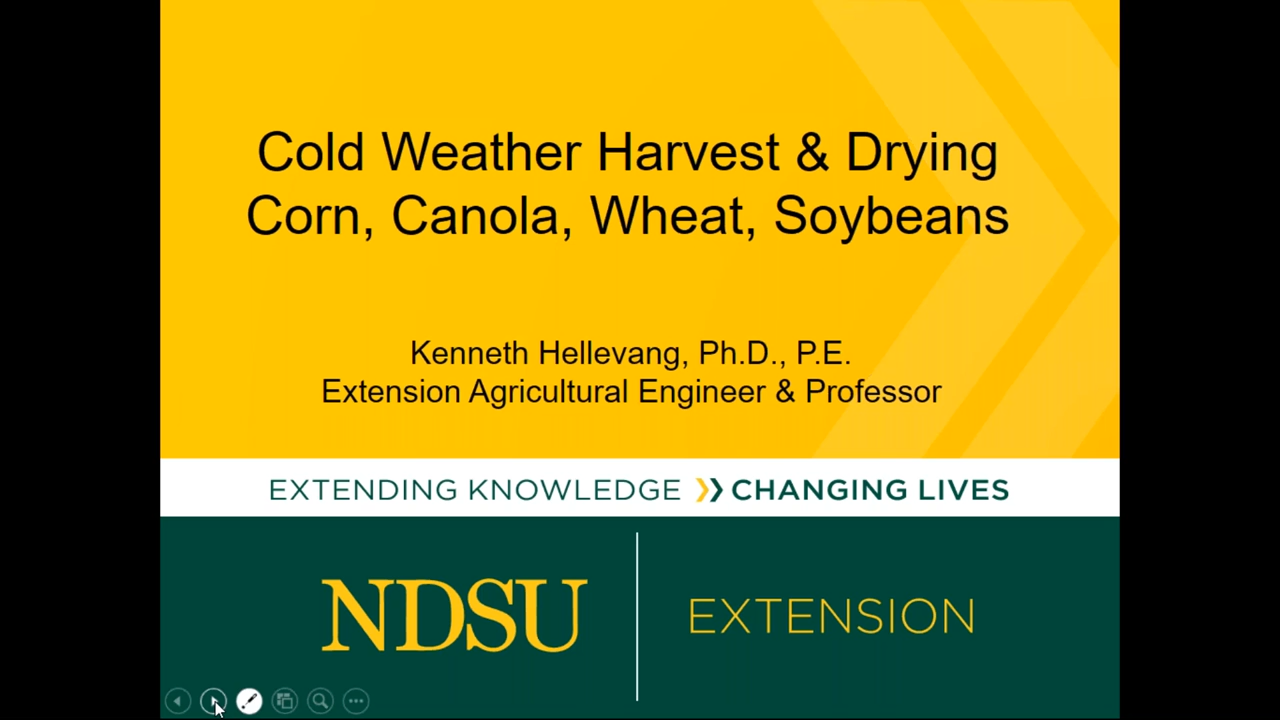 Cold Weather Harvest & Drying
Corn, Canola, Wheat, Soybeans
Kenneth Hellevang, Ph.D., P.E.
Extension Agricultural Engineer & Professor
EXTENDING KNOWLEDGE CHANGING LIVES
NDSU EXTENSION